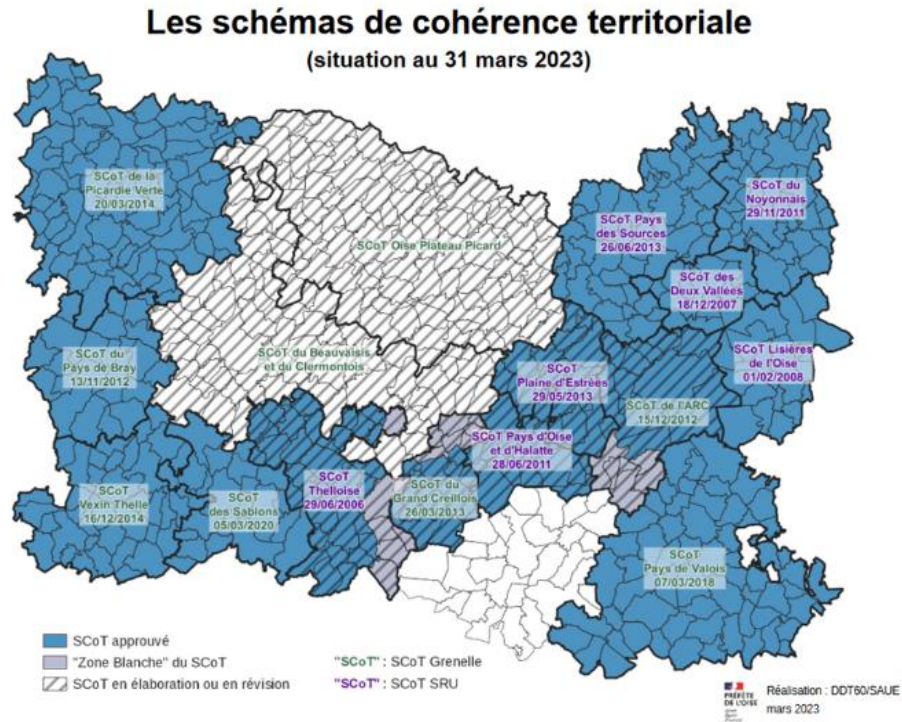 Les schémas de cohérence territoriale
(situation au 31 mars 2023)
SCoT de la
Picardie Verte
20/03/2014
SCoT Oise Plateau Picard
SCoT Pays
des Sources
26/06/2013
SCoT du
Noyonnais
29/11/2011
SCoT des
Deux Vallées
18/12/2007
SCoT du
Pays de Bray
13/11/2012
SCoT du Beauvaisis
et du Clermontois
SCoT
Plaine d'Estrées
29/05/2013
SCoT de l'ARC
15/12/2012
SCoT Lisières
de l'Oise
01/02/2008
SCoT
Vexin Thelle
16/12/2014
SCoT
des Sablons
05/03/2020
SCoT
Thelloise
29/06/2006
SCoT du
Grand Creillois
26/03/2013
SCoT Pays d'Oise
et d'Halatte
28/06/2011
SCoT
Pays de Valois
07/03/2018
SCoT approuvé
"Zone Blanche" du SCoT
SCoT en élaboration ou en révision
"SCoT" : SCoT Grenelle
"SCoT" : SCoT SRU
PRÉFÈTE
DE L'OISE
Réalisation : DDT60/SAUE
mars 2023